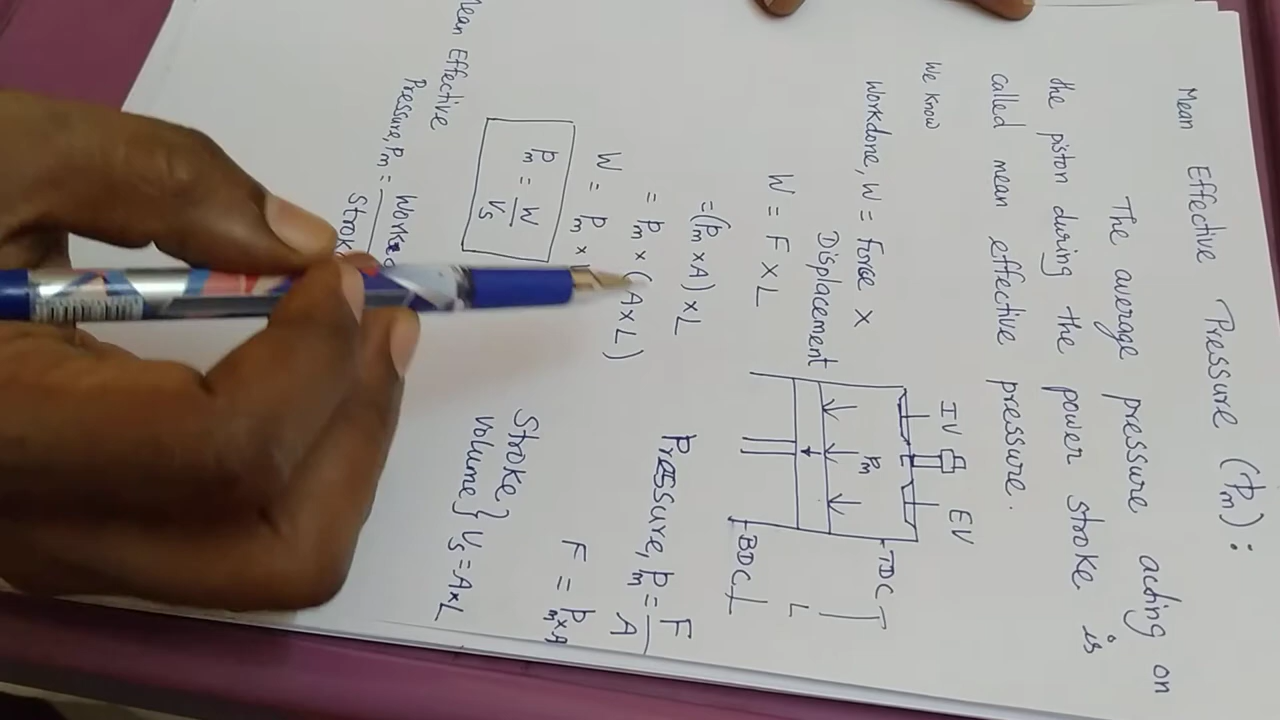 Mean Effective Pressure (Pm):
The average pressure acting on
the piston during the power stroke is
called mean effective pressure.
We know
Workdone, W = Force x
Displacement
W = F x L
= (Pm x A) x L
= Pm x (A x L)
W = Pm x
Pm = W/Vs
Mean Effective
Pressure, Pm =
IV EV
Pm
TDC
L
BDC
Pressure, Pm = F/A
F = Pm x A
Stroke
Volume } Vs = A x L